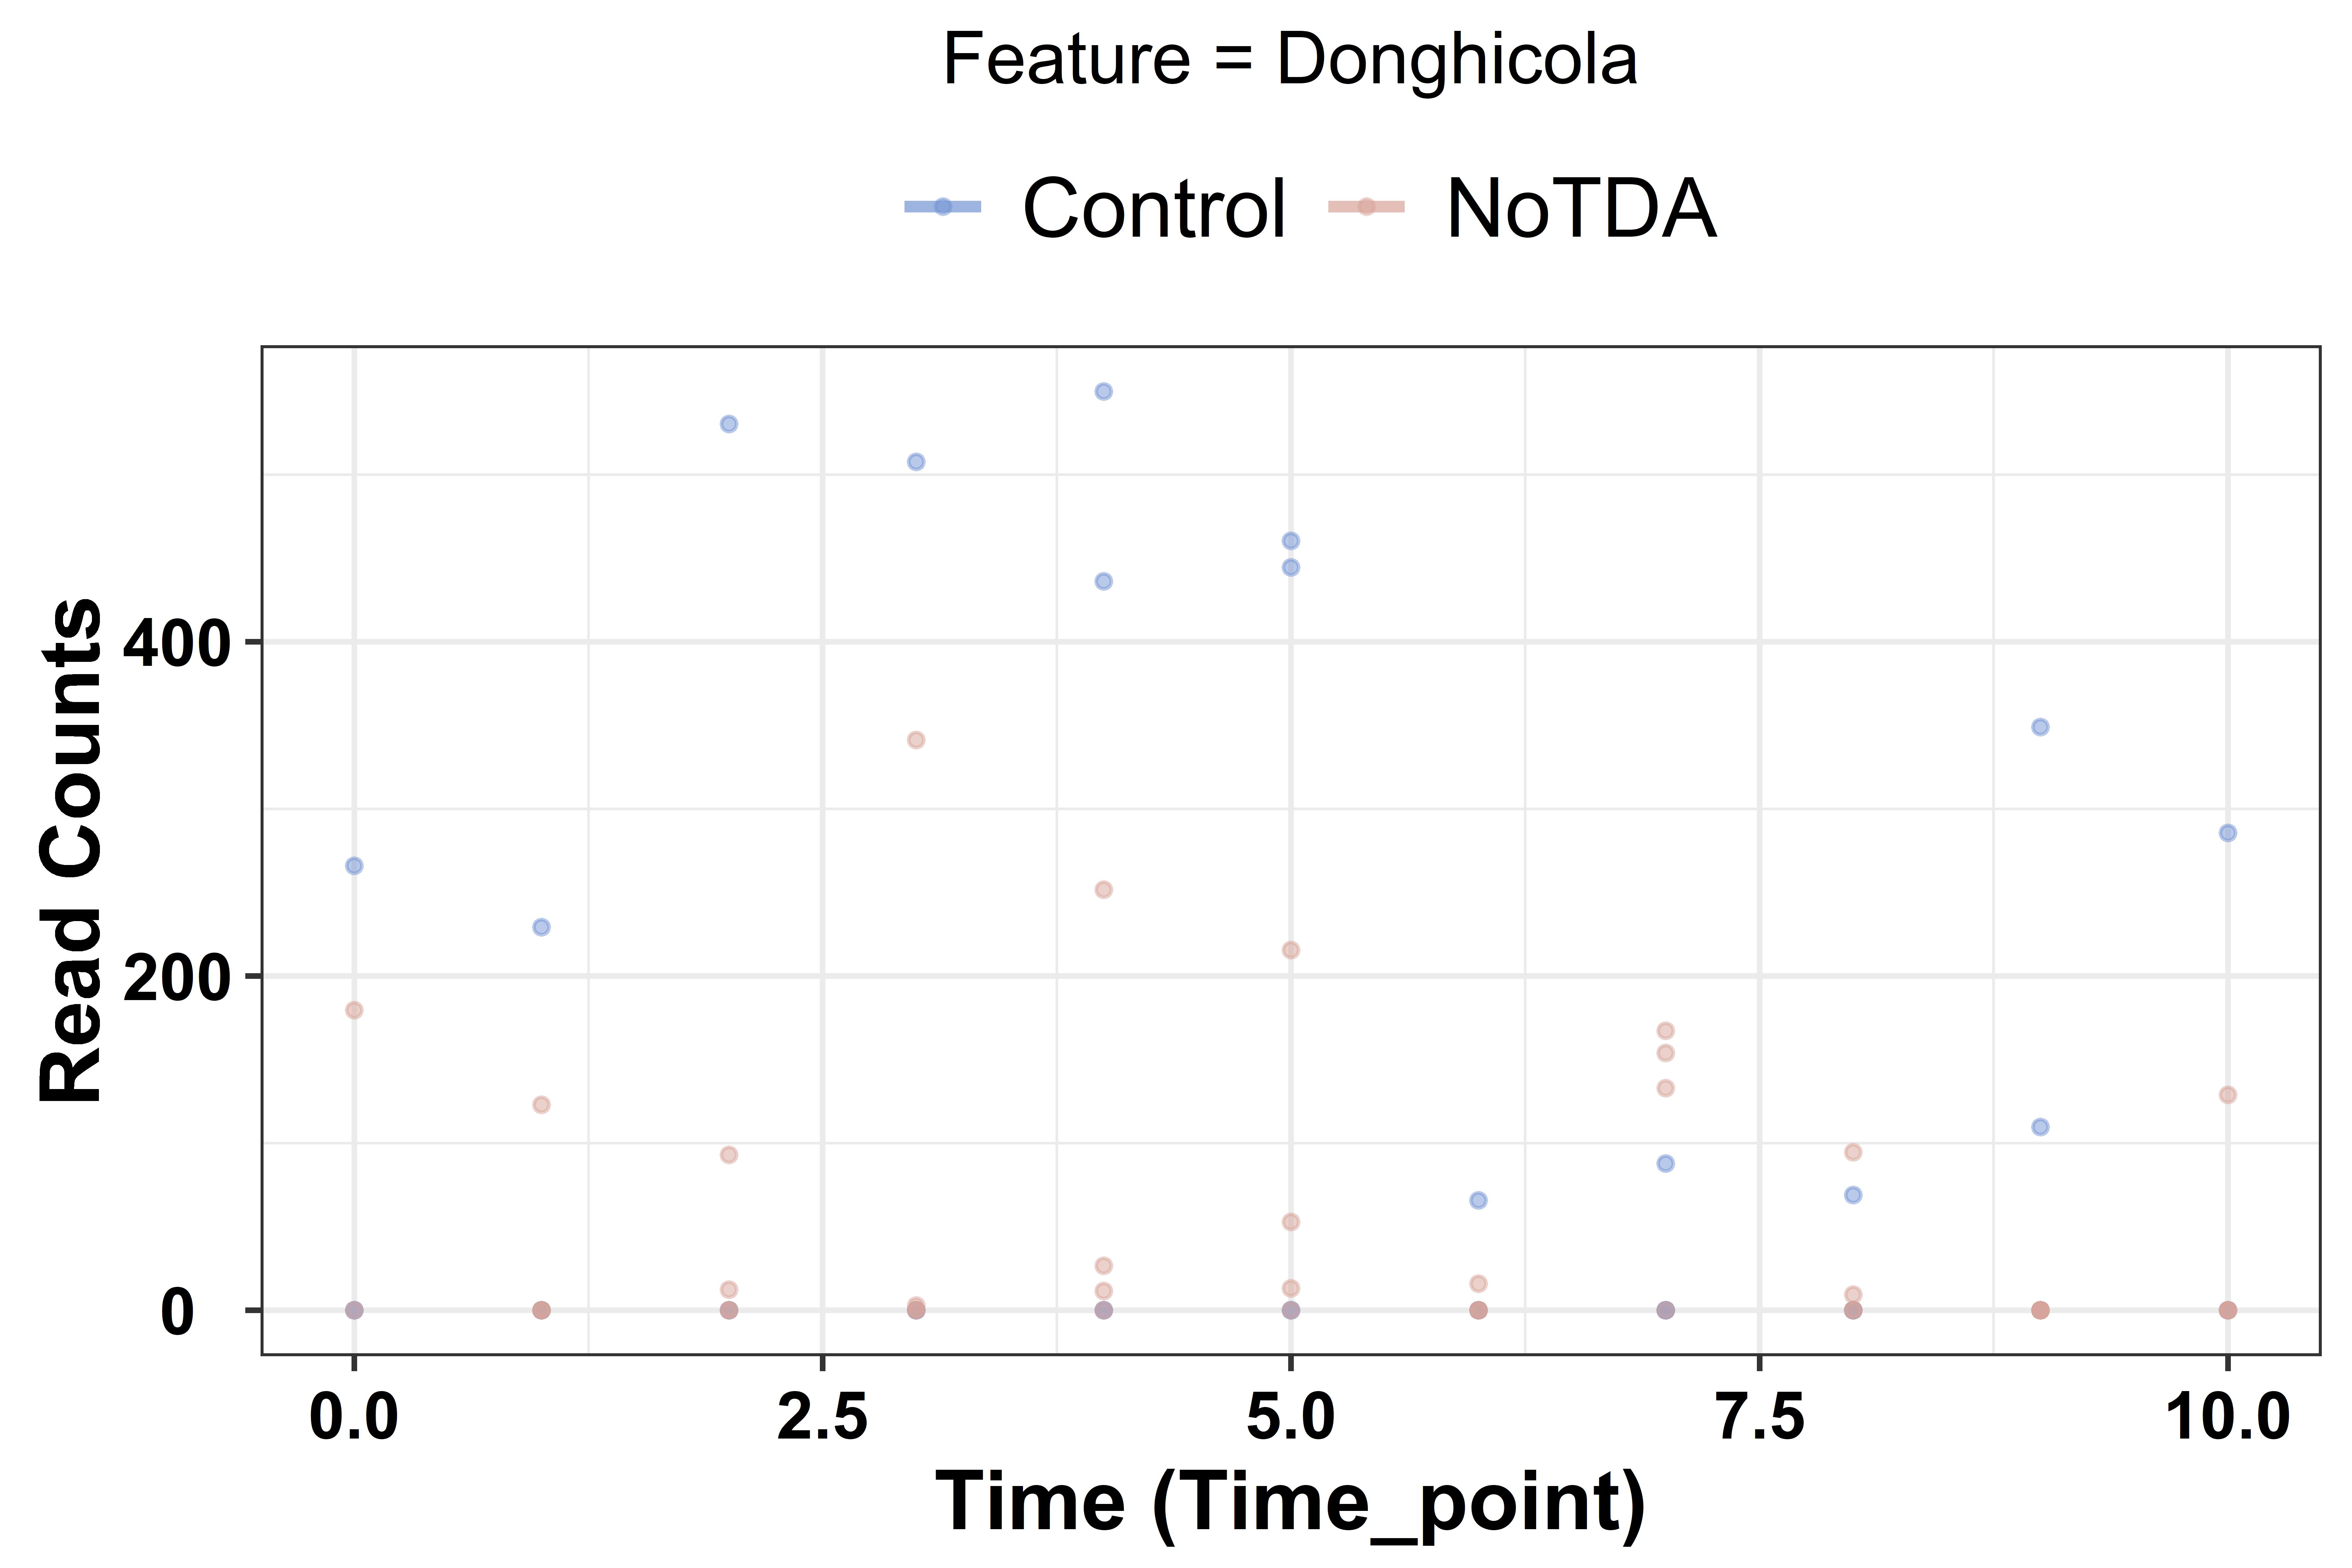 Feature = Donghicola
Control NoTDA
Read Counts
400
200
0
0.0 2.5 5.0 7.5 10.0
Time (Time_point)